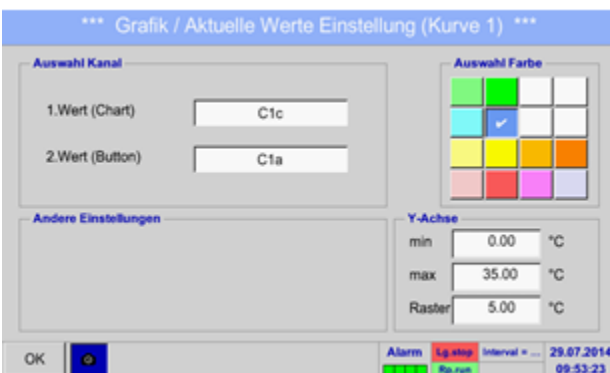 *** Grafik / Aktuelle Werte Einstellung (Kurve 1) ***
Auswahl Kanal
1.Wert (Chart) C1c
2.Wert (Button) C1a
Auswahl Farbe
Andere Einstellungen
Y-Achse
min 0.00 °C
max 35.00 °C
Raster 5.00 °C
OK
Alarm Lg.stop Interval = ... 29.07.2014
Rp.run 09:53:23